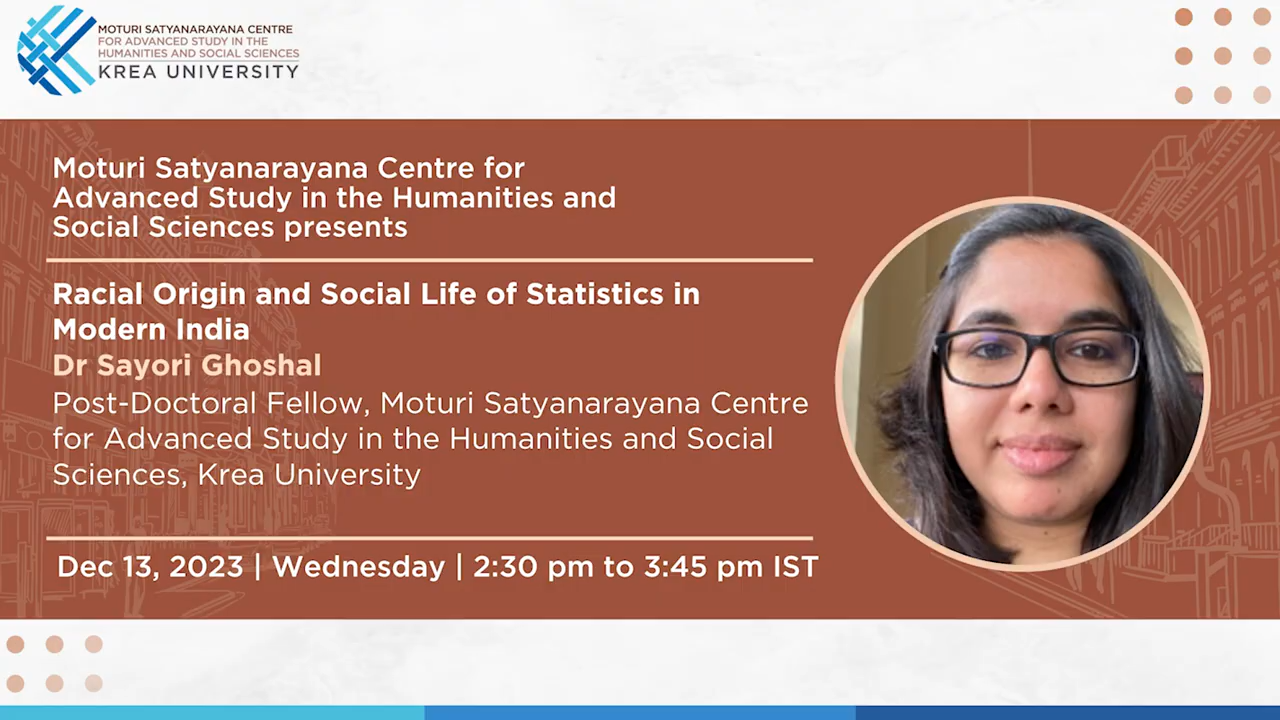 MOTURI SATYANARAYANA CENTRE
FOR ADVANCED STUDY IN THE
HUMANITIES AND SOCIAL SCIENCES
KREA UNIVERSITY
Moturi Satyanarayana Centre for
Advanced Study in the Humanities and
Social Sciences presents
Racial Origin and Social Life of Statistics in
Modern India
Dr Sayori Ghoshal
Post-Doctoral Fellow, Moturi Satyanarayana Centre
for Advanced Study in the Humanities and Social
Sciences, Krea University
Dec 13, 2023 | Wednesday | 2:30 pm to 3:45 pm IST